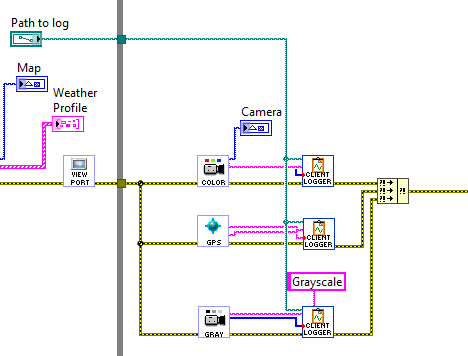 Path to log
Map
Weather
Profile
Camera
VIEW
PORT
COLOR
CLIENT
LOGGER
GPS
CLIENT
LOGGER
Grayscale
GRAY
CLIENT
LOGGER
?!
?!
?!
?!